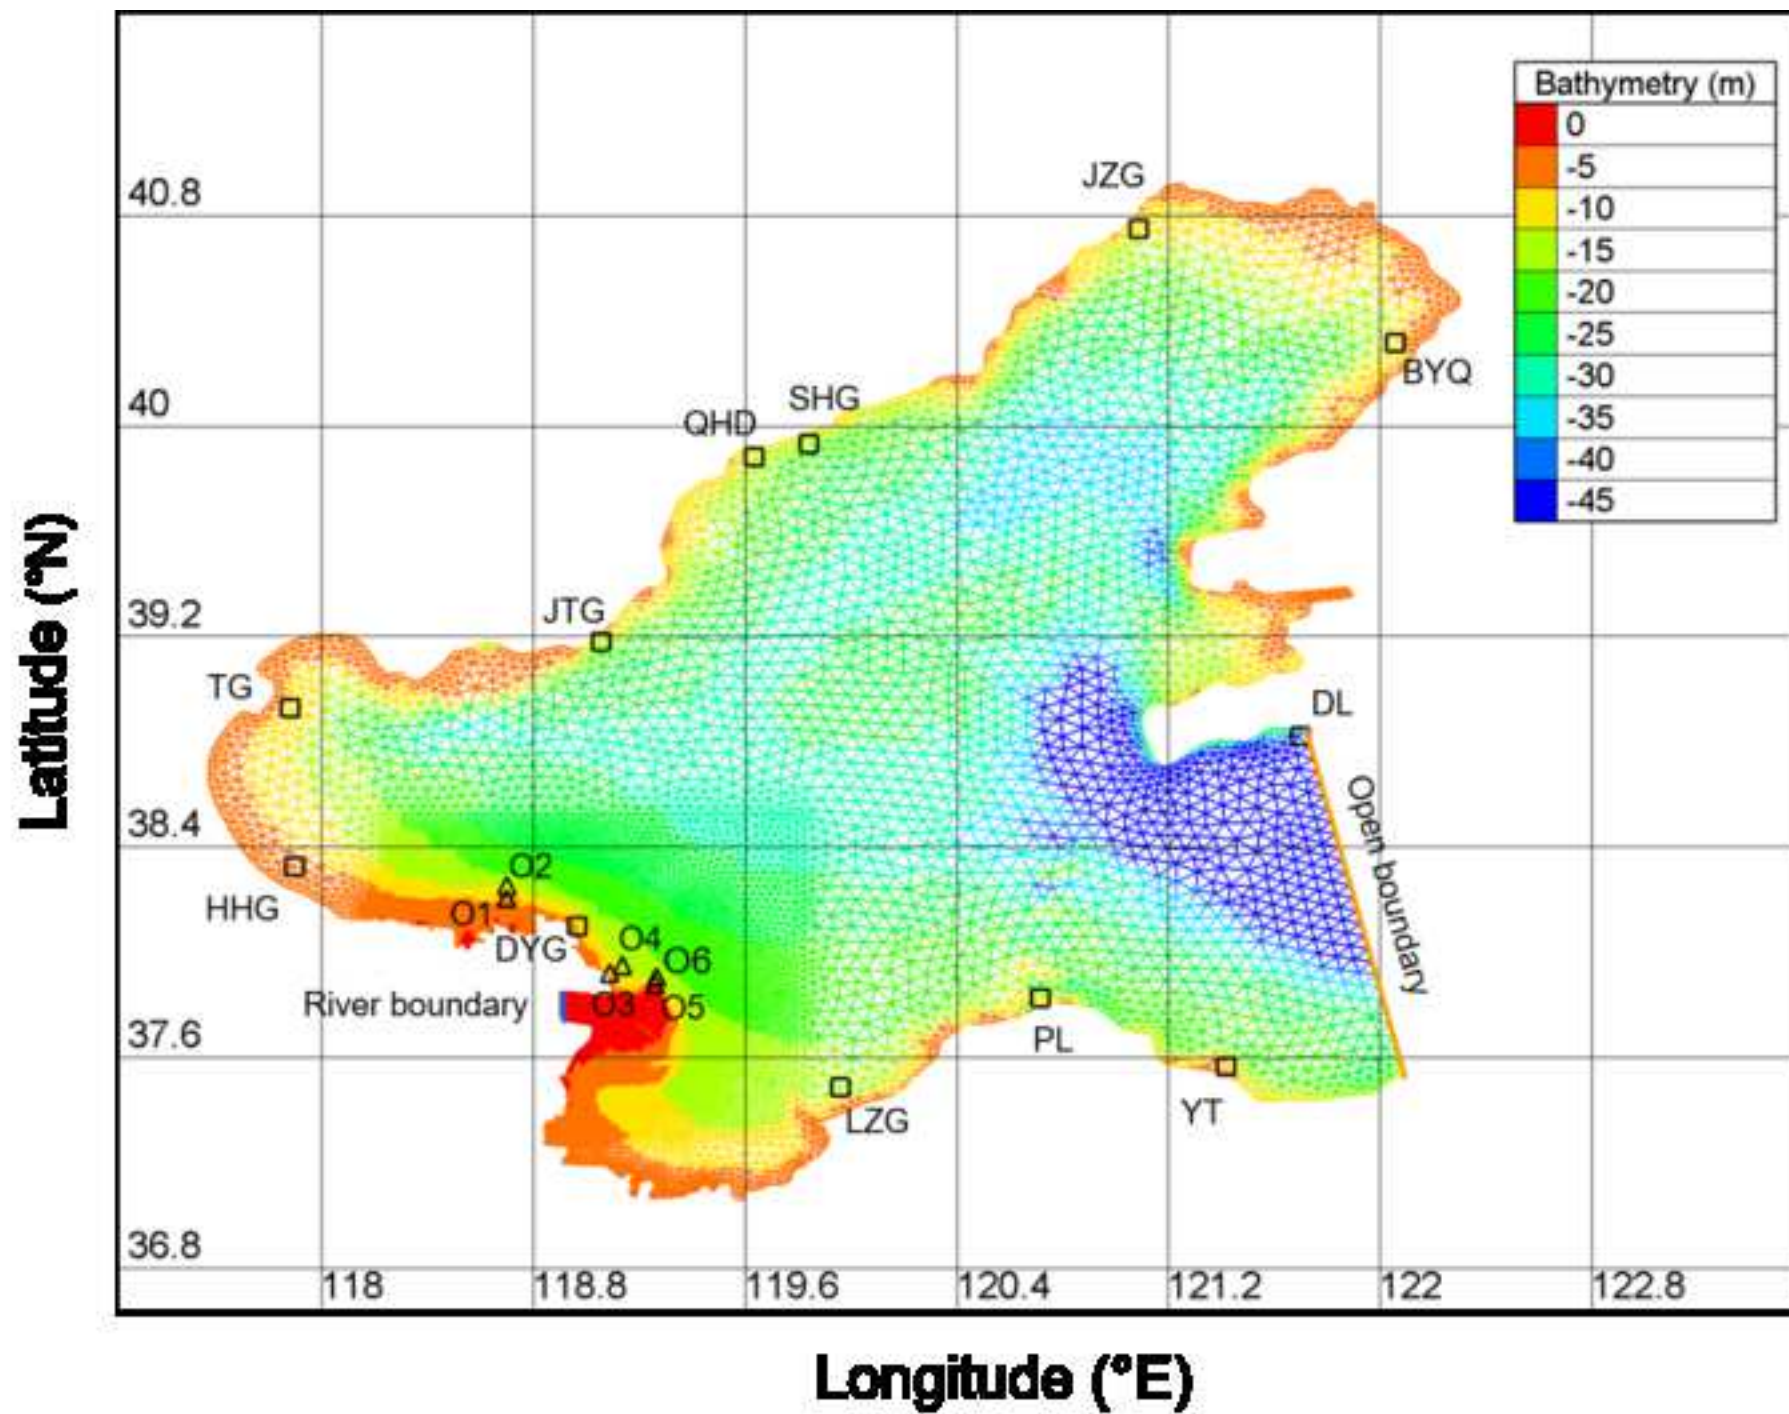 Bathymetry (m)
0
-5
-10
-15
-20
-25
-30
-35
-40
-45
JZG
40.8
BYQ
SHG
40
QHD
JTG
39.2
TG
DL
Open boundary
38.4
O2
HHG
O1
O4
DYG
O6
River boundary
O3
O5
37.6
PL
LZG
YT
36.8
118
118.8
119.6
120.4
121.2
122
122.8
Latitude (°N)
Longitude (°E)